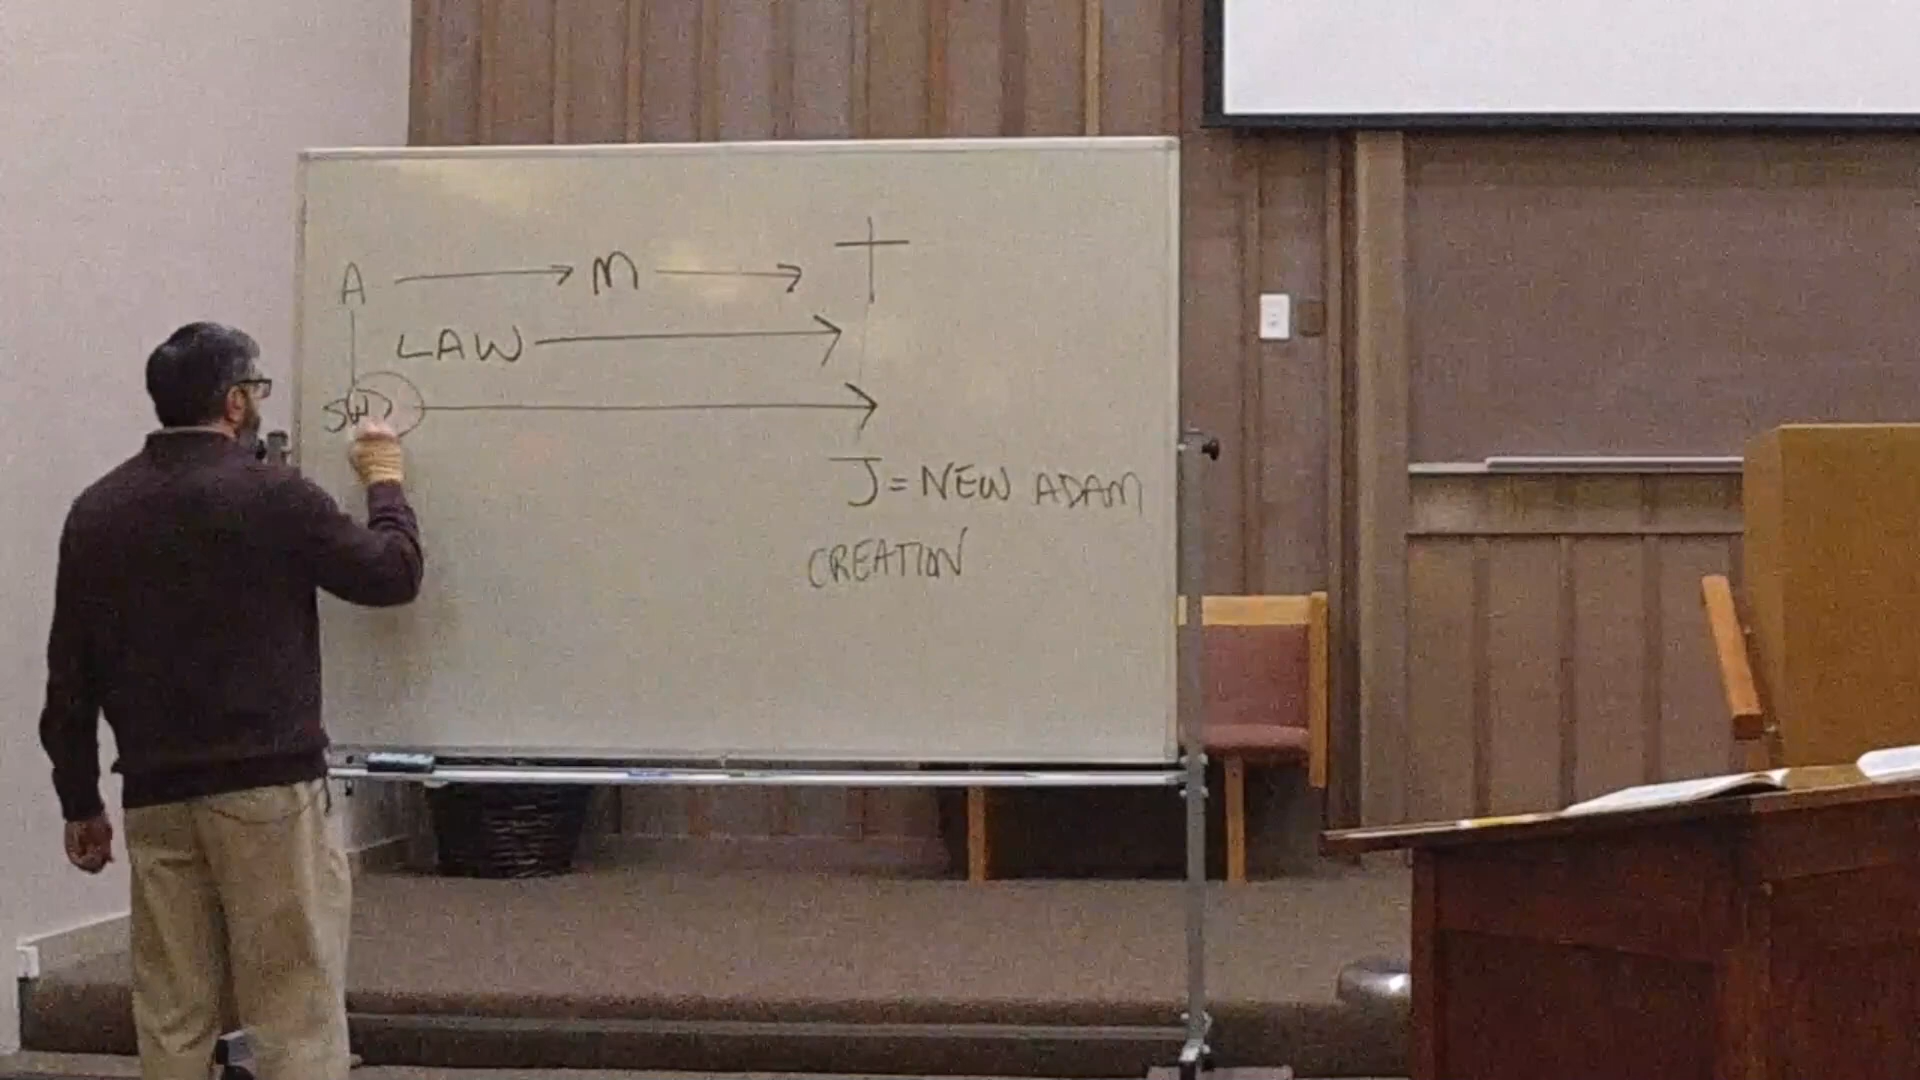 A → M →
LAW →
J = NEW ADAM
CREATION